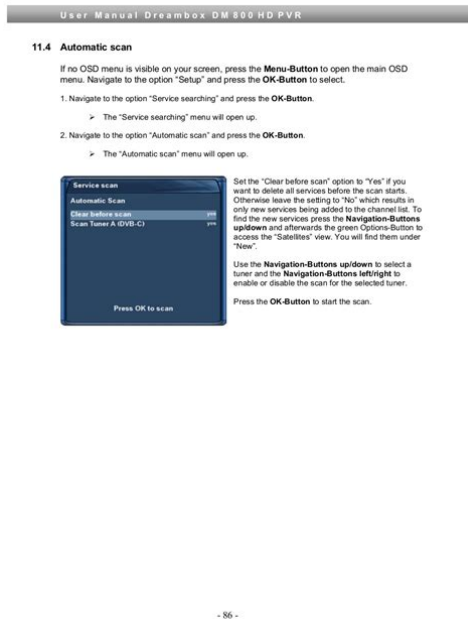 User Manual Dreambox DM 800 HD PVR
11.4 Automatic scan
If no OSD menu is visible on your screen, press the Menu-Button to open the main OSD
menu. Navigate to the option "Setup" and press the OK-Button to select.
1. Navigate to the option "Service searching" and press the OK-Button.
➢ The "Service searching" menu will open up.
2. Navigate to the option "Automatic scan" and press the OK-Button.
➢ The "Automatic scan" menu will open up.
Service scan
Automatic Scan
Clear before scan yes
Scan Tuner A (DVB-C) yes
Press OK to scan
Set the "Clear before scan" option to "Yes" if you
want to delete all services before the scan starts.
Otherwise leave the setting to "No" which results in
only new services being added to the channel list. To
find the new services press the Navigation-Buttons
up/down and afterwards the green Options-Button to
access the "Satellites" view. You will find them under
"New".
Use the Navigation-Buttons up/down to select a
tuner and the Navigation-Buttons left/right to
enable or disable the scan for the selected tuner.
Press the OK-Button to start the scan.
- 86 -